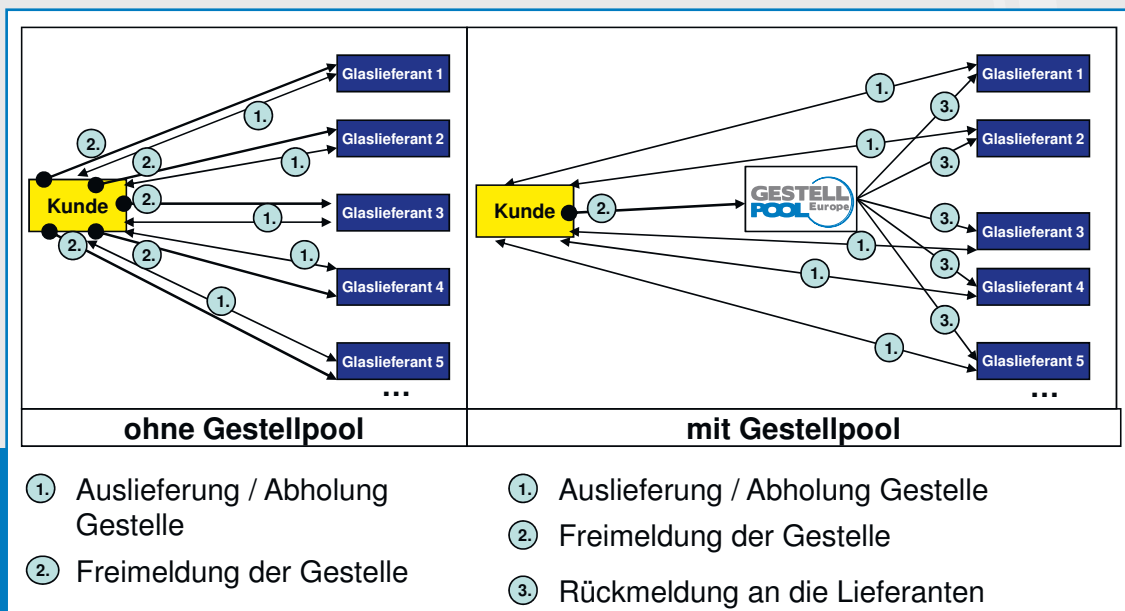 Glaslieferant 1
1.
2.
Glaslieferant 2
2.
1.
Kunde
2.
Glaslieferant 3
1.
2.
2.
1.
Glaslieferant 4
1.
Glaslieferant 5
...
ohne Gestellpool
Glaslieferant 1
1.
3.
Glaslieferant 2
1.
3.
Kunde
2.
GESTELL
POOL Europe
3.
Glaslieferant 3
1.
3.
1.
Glaslieferant 4
3.
1.
Glaslieferant 5
...
mit Gestellpool
1. Auslieferung / Abholung
Gestelle
2. Freimeldung der Gestelle
1. Auslieferung / Abholung Gestelle
2. Freimeldung der Gestelle
3. Rückmeldung an die Lieferanten